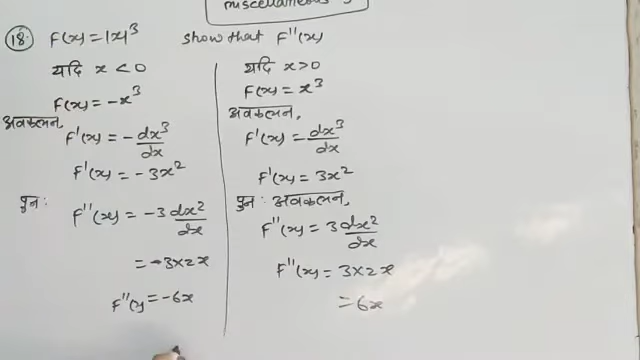 miscellaneous
18. F(x) = |x|³ show that F''(x)
यदि x < 0
F(x) = -x³
अवकलन,
F'(x) = -dx³/dx
F'(x) = -3x²
पुनः
F''(x) = -3 dx²/dx
= -3×2x
F''(x) = -6x
यदि x > 0
F(x) = x³
अवकलन,
F'(x) = dx³/dx
F'(x) = 3x²
पुनः अवकलन,
F''(x) = 3 dx²/dx
F''(x) = 3×2x
= 6x